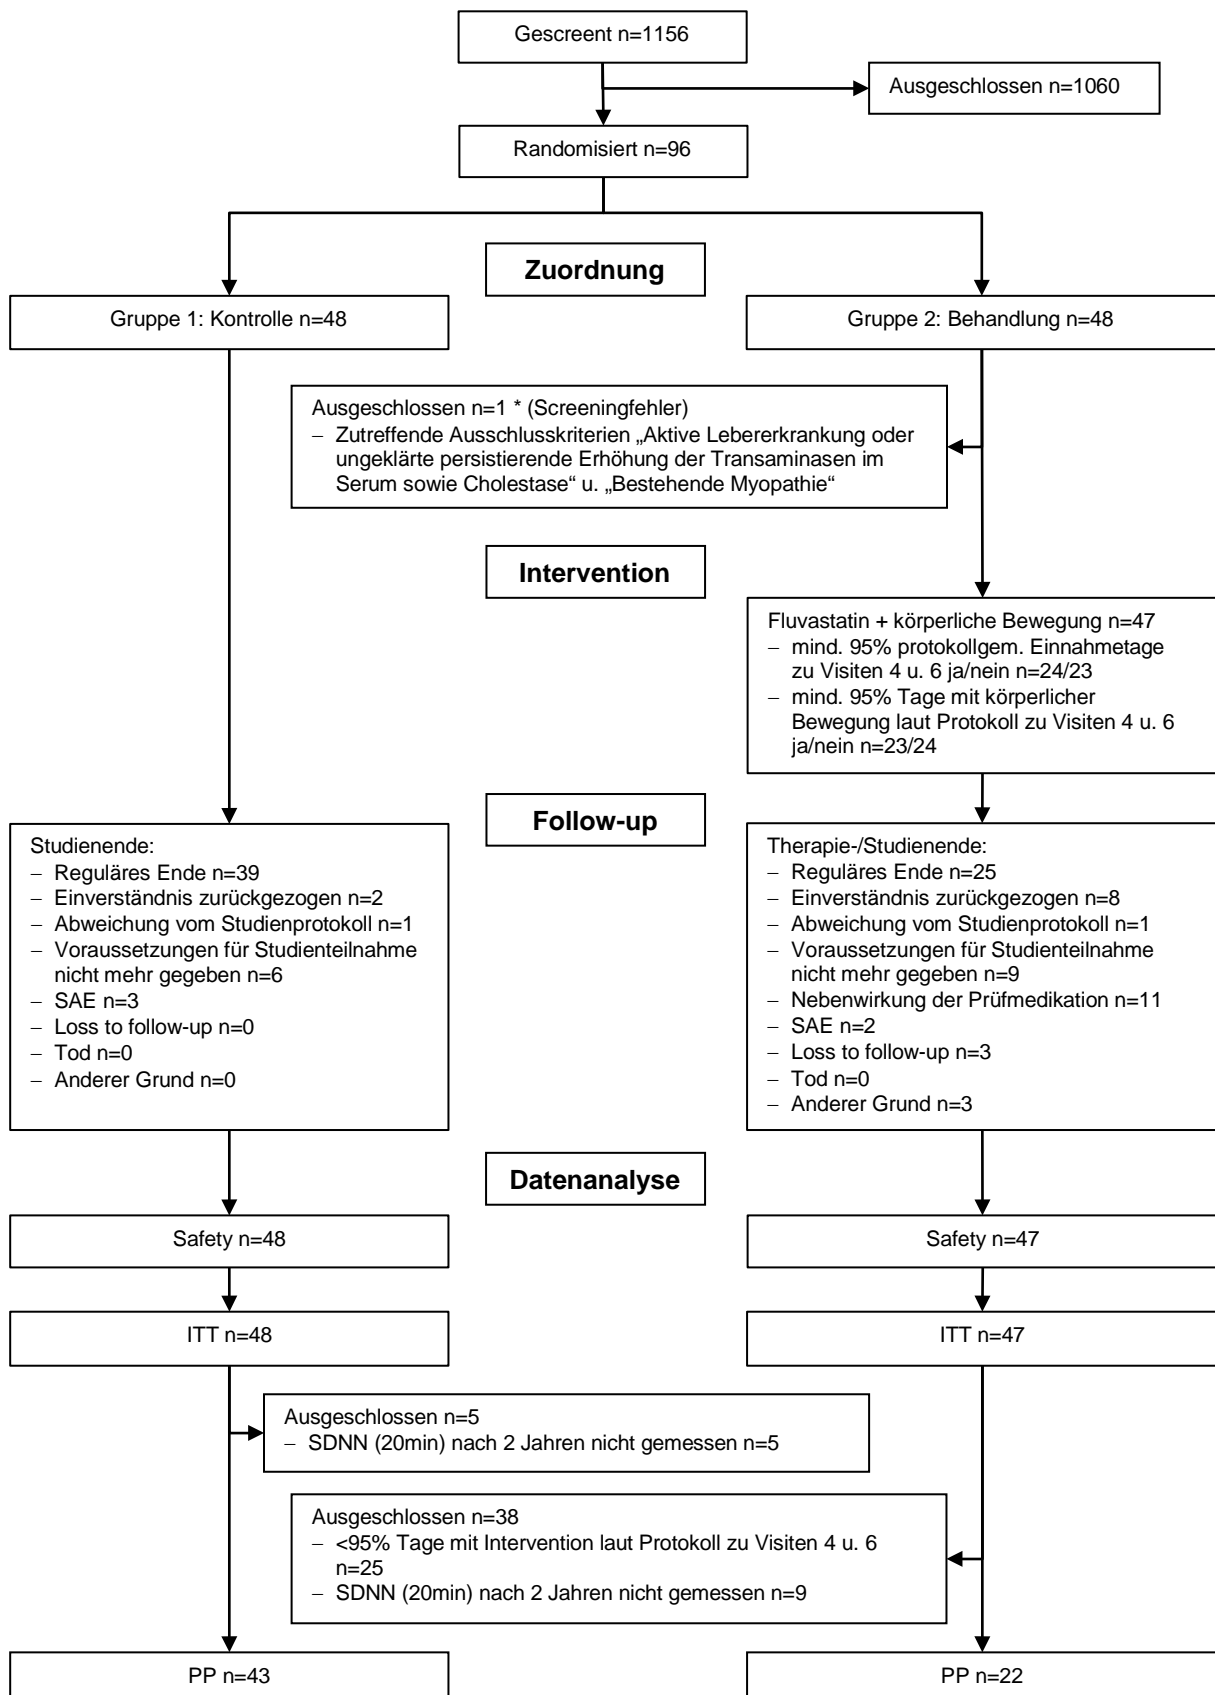 Gescreent n=1156
Ausgeschlossen n=1060
Randomisiert n=96
Zuordnung
Gruppe 1: Kontrolle n=48
Gruppe 2: Behandlung n=48
Ausgeschlossen n=1 * (Screeningfehler)
− Zutreffende Ausschlusskriterien „Aktive Lebererkrankung oder
ungeklärte persistierende Erhöhung der Transaminasen im
Serum sowie Cholestase“ u. „Bestehende Myopathie“
Intervention
Fluvastatin + körperliche Bewegung n=47
− mind. 95% protokollgem. Einnahmetage
zu Visiten 4 u. 6 ja/nein n=24/23
− mind. 95% Tage mit körperlicher
Bewegung laut Protokoll zu Visiten 4 u. 6
ja/nein n=23/24
Follow-up
Studienende:
− Reguläres Ende n=39
− Einverständnis zurückgezogen n=2
− Abweichung vom Studienprotokoll n=1
− Voraussetzungen für Studienteilnahme
nicht mehr gegeben n=6
− SAE n=3
− Loss to follow-up n=0
− Tod n=0
− Anderer Grund n=0
Therapie-/Studienende:
− Reguläres Ende n=25
− Einverständnis zurückgezogen n=8
− Abweichung vom Studienprotokoll n=1
− Voraussetzungen für Studienteilnahme
nicht mehr gegeben n=9
− Nebenwirkung der Prüfmedikation n=11
− SAE n=2
− Loss to follow-up n=3
− Tod n=0
− Anderer Grund n=3
Datenanalyse
Safety n=48
Safety n=47
ITT n=48
ITT n=47
Ausgeschlossen n=5
− SDNN (20min) nach 2 Jahren nicht gemessen n=5
Ausgeschlossen n=38
− <95% Tage mit Intervention laut Protokoll zu Visiten 4 u. 6
n=25
− SDNN (20min) nach 2 Jahren nicht gemessen n=9
PP n=43
PP n=22